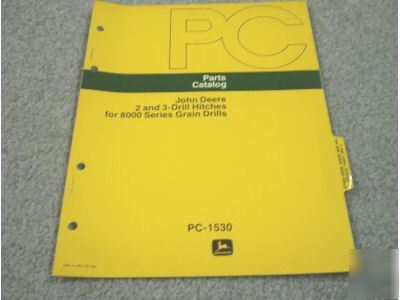 PC
Parts
Catalog
John Deere
2 and 3-Drill Hitches
for 8000 Series Grain Drills
PC-1530